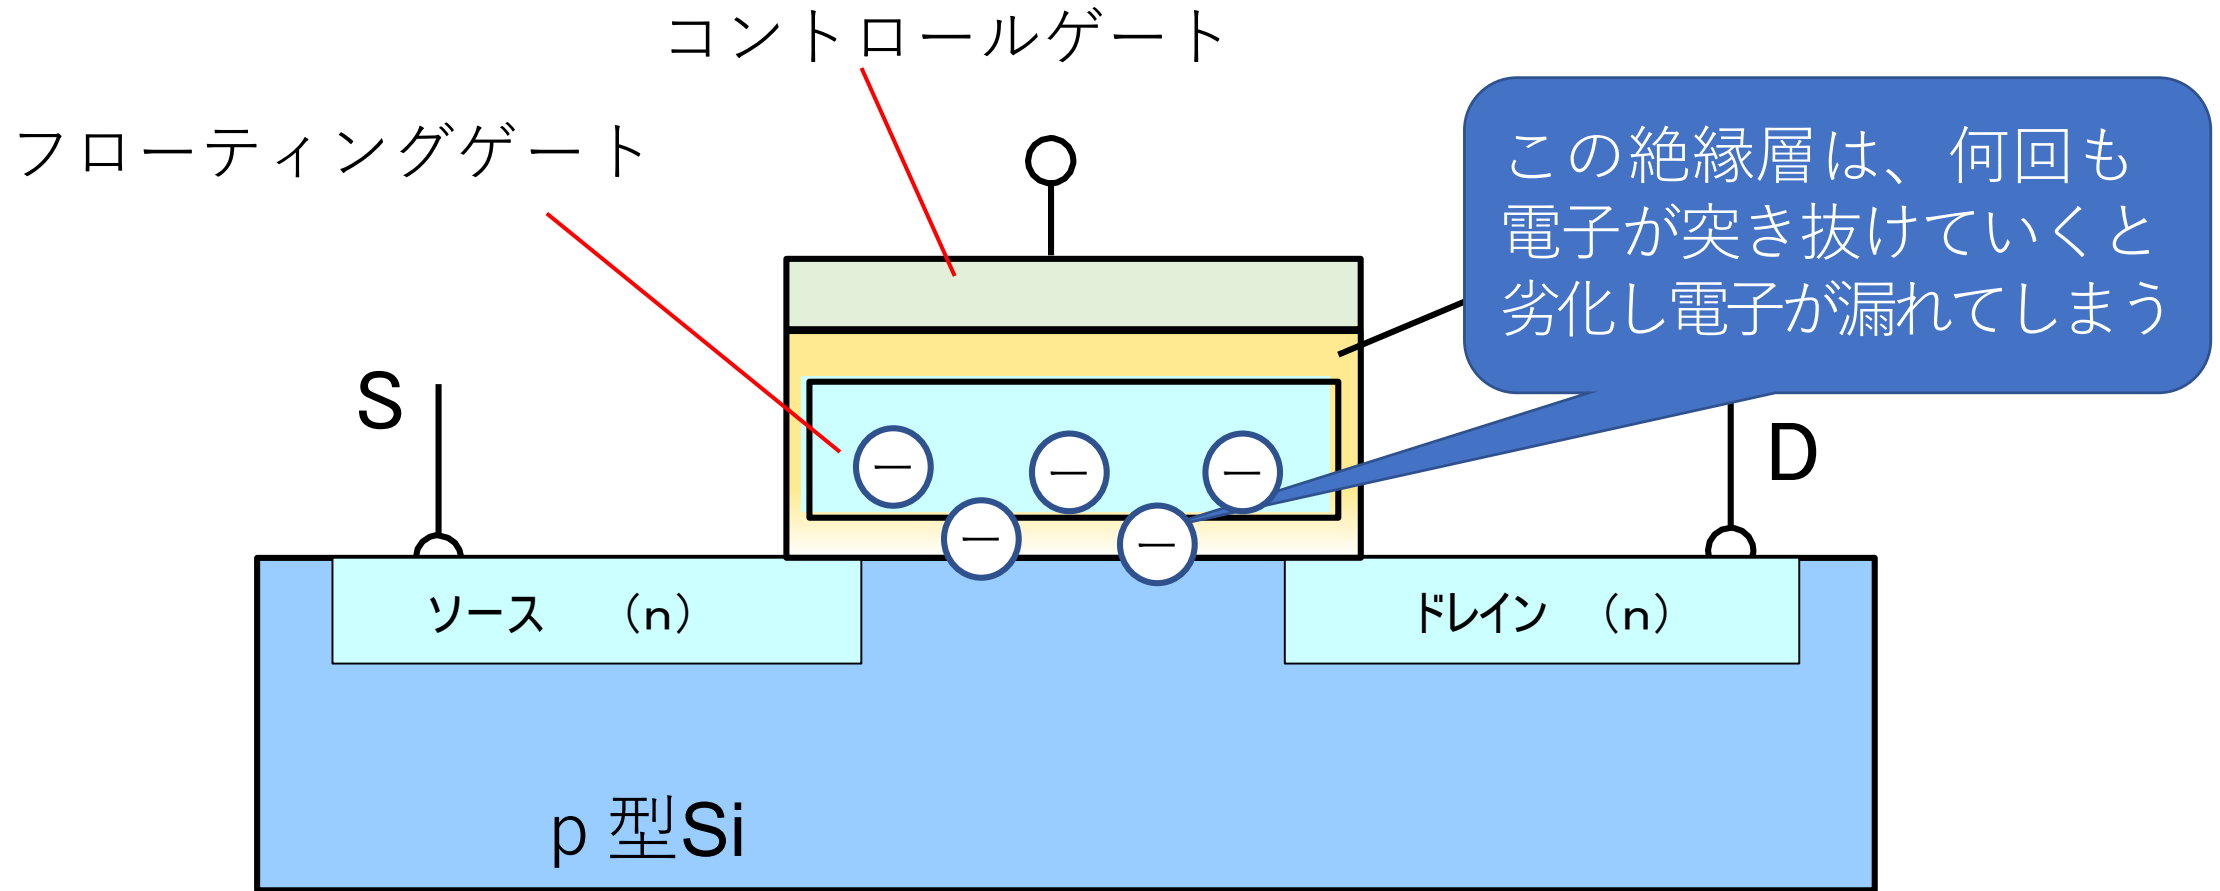 コントロールゲート
フローティングゲート
この絶縁層は、何回も
電子が突き抜けていくと
劣化し電子が漏れてしまう
S
D
－
－
－
－
－
ソース （n）
ドレイン （n）
ｐ型Si